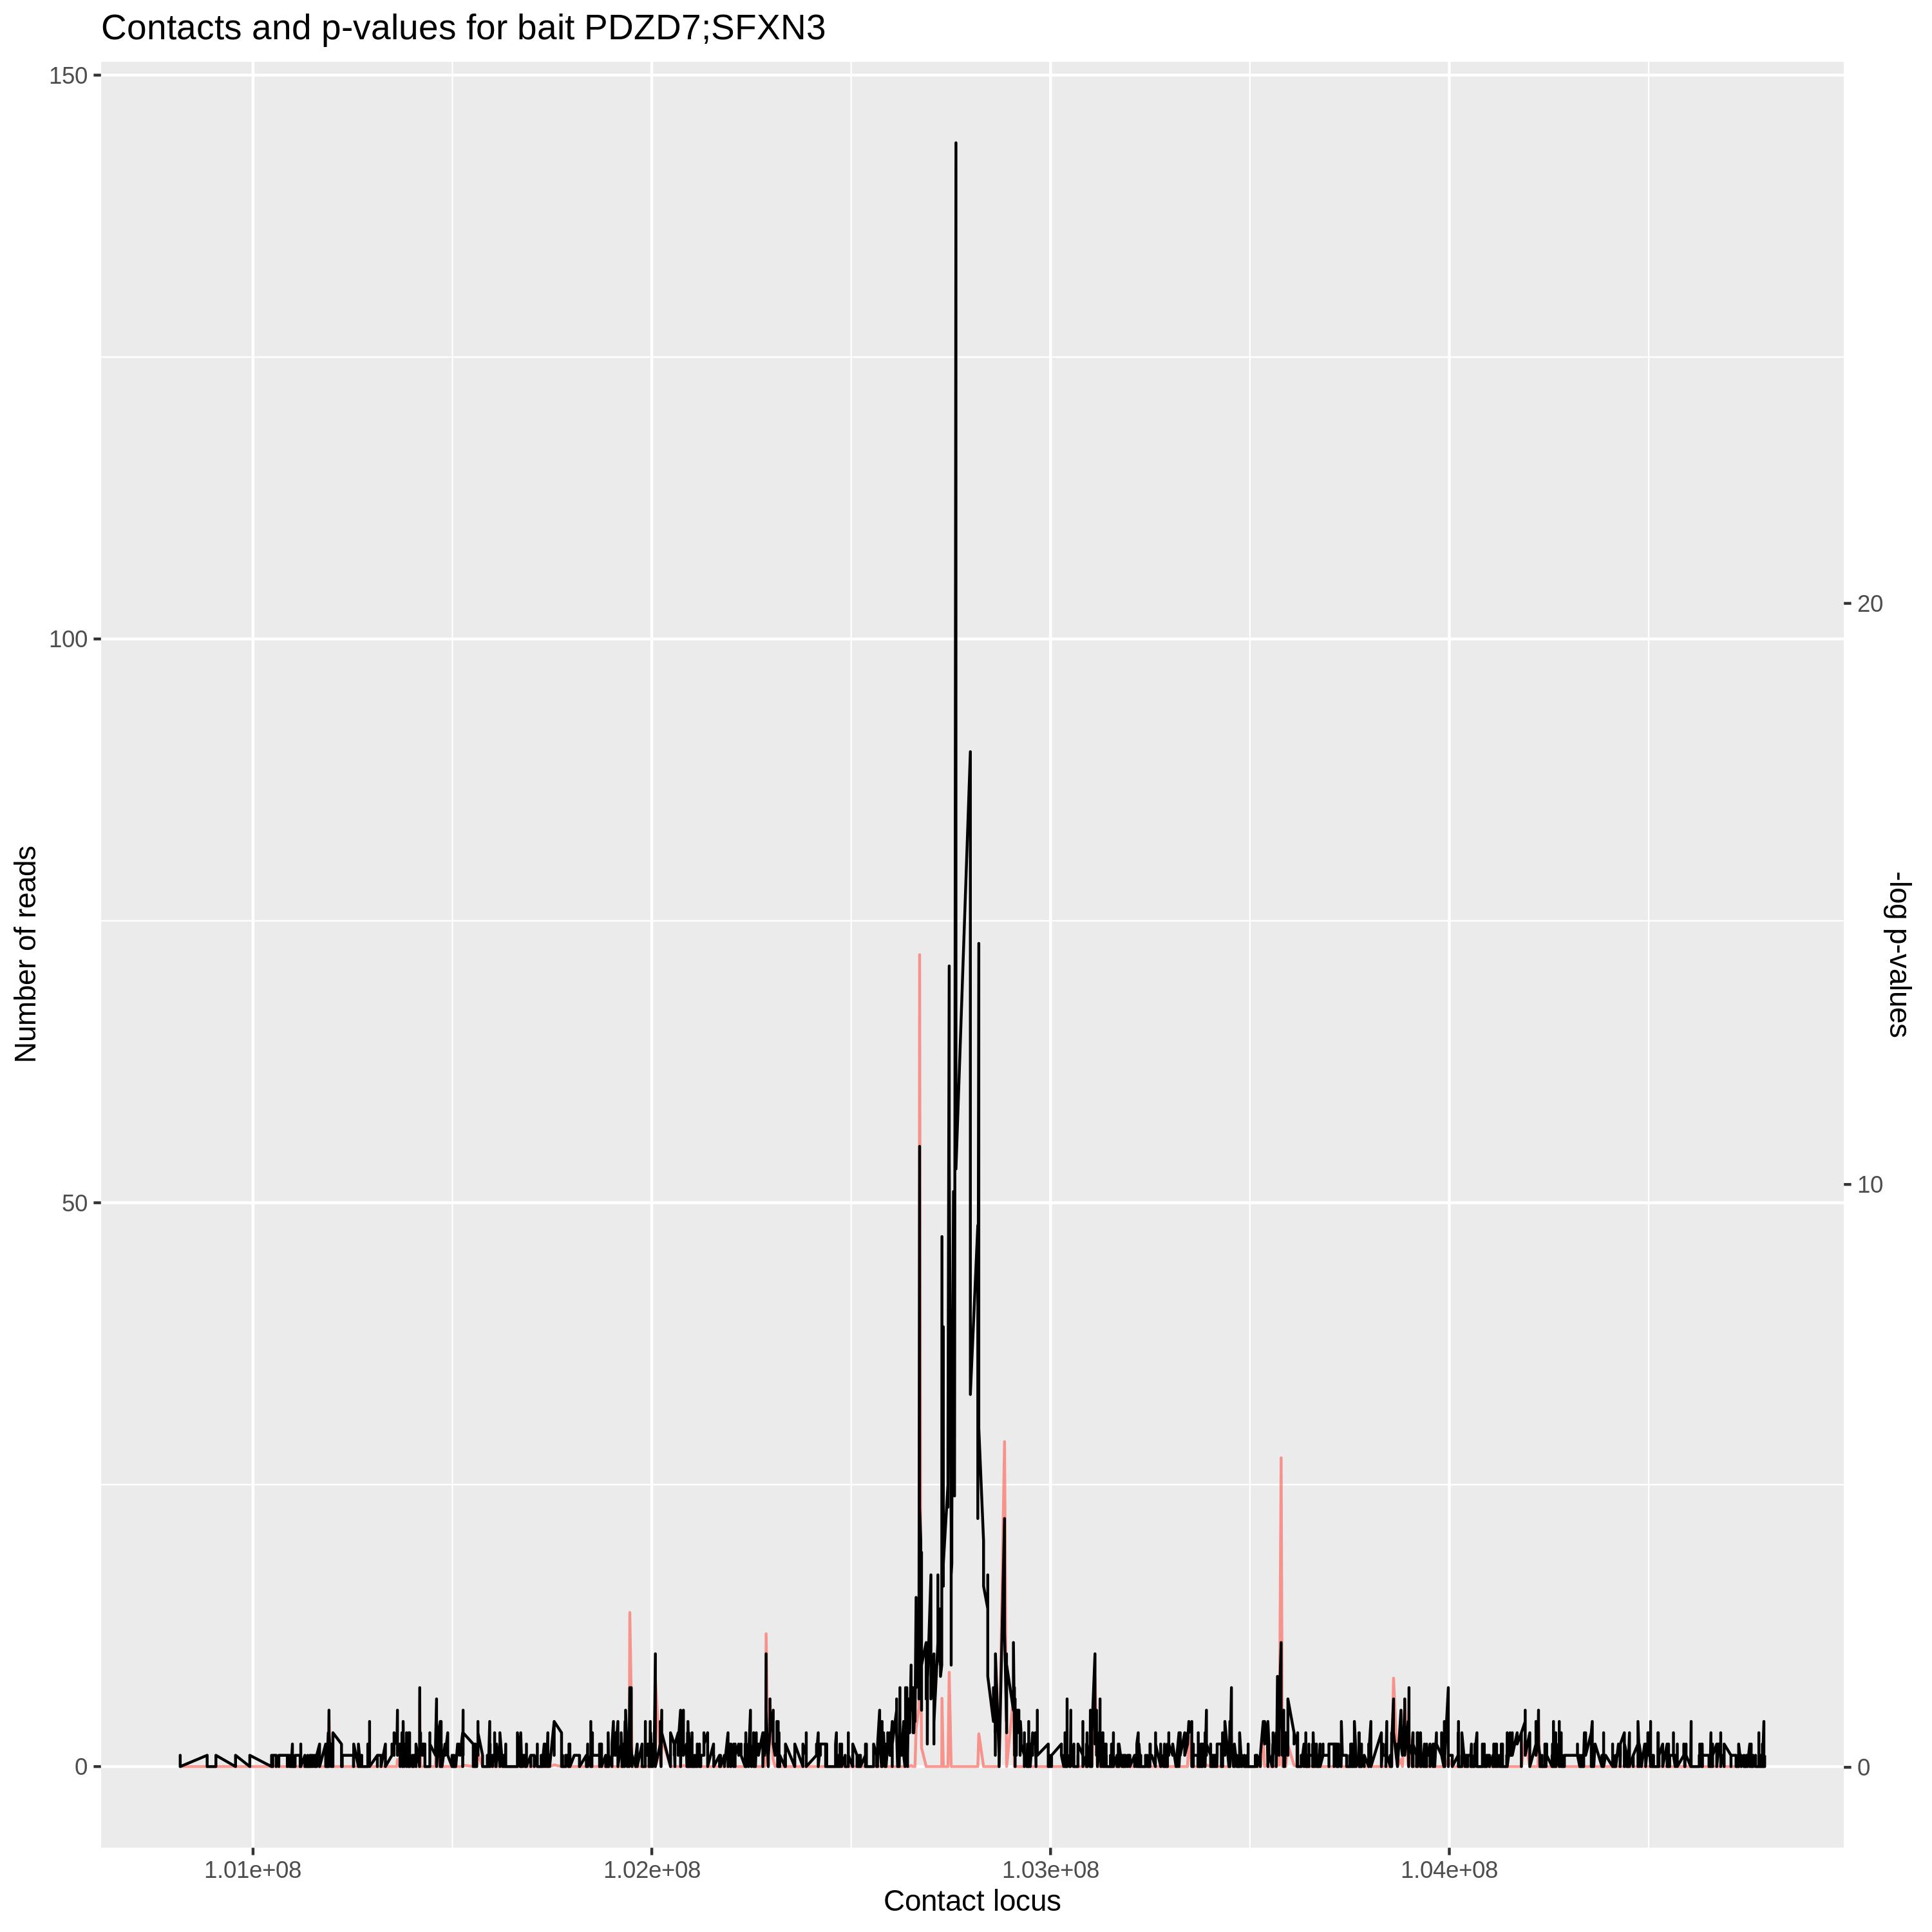 Contacts and p-values for bait PDZD7;SFXN3
150
100
50
0
Number of reads
20
10
0
-log p-values
1.01e+08
1.02e+08
1.03e+08
1.04e+08
Contact locus